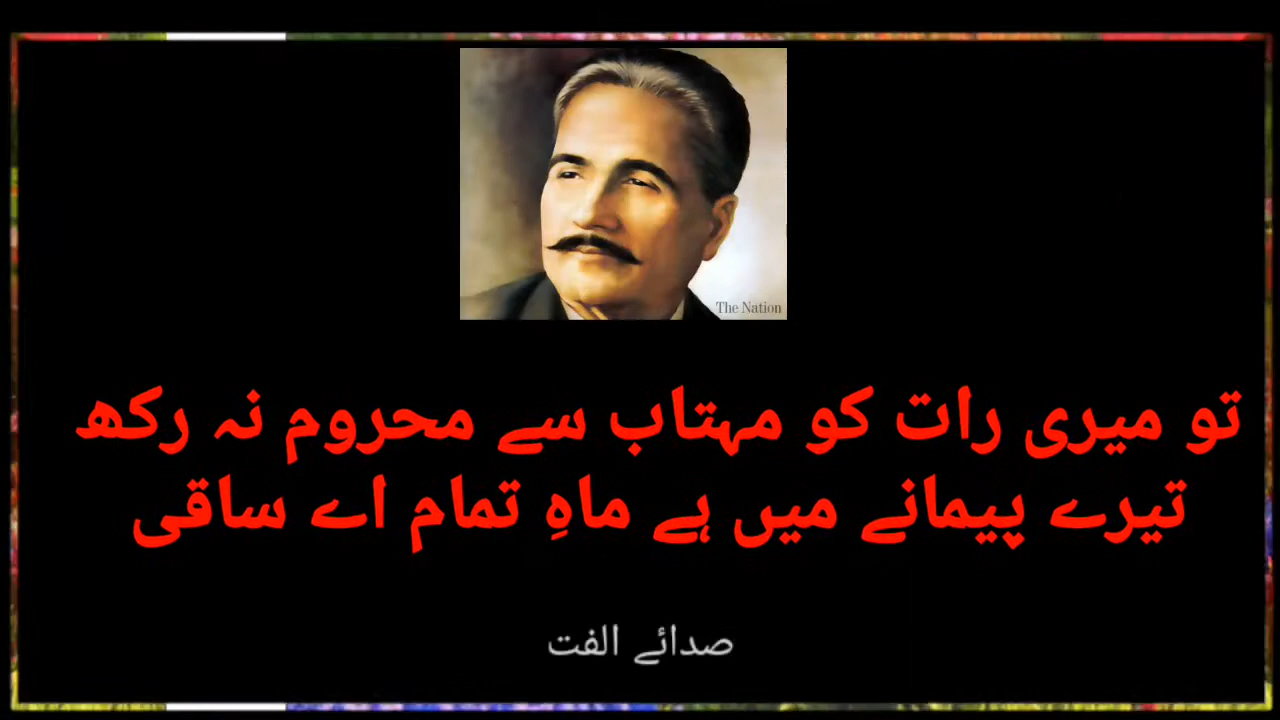 The Nation
تو میری رات کو مہتاب سے محروم نہ رکھ
تیرے پیمانے میں ہے ماہِ تمام اے ساقی
صدائے الفت